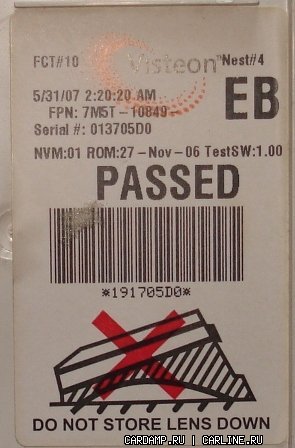 FCT#10 Visteon™ Nest#4
5/31/07 2:20:20 AM EB
FPN: 7M5T-10849-
Serial #: 013705D0
NVM:01 ROM:27-Nov-06 TestSW:1.00
PASSED
*191705D0*
DO NOT STORE LENS DOWN
CARDAMP.RU | CARLINE.RU